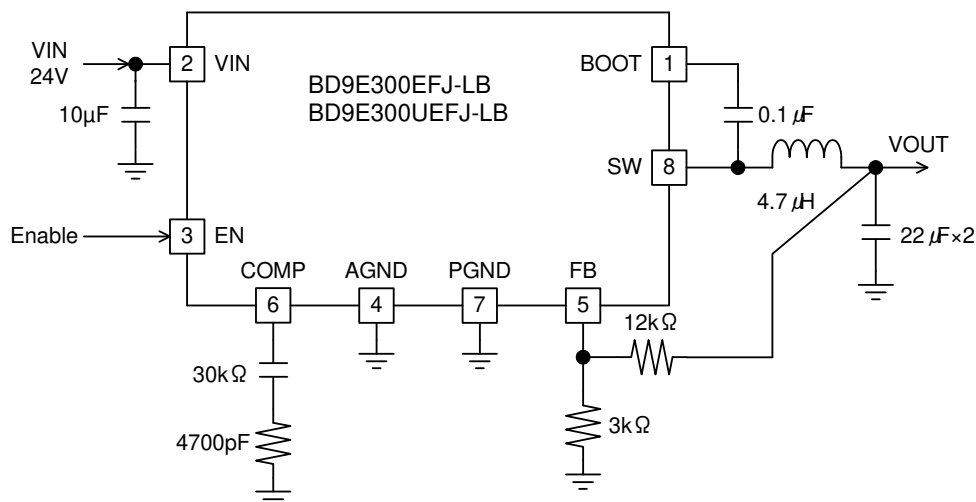 VIN
24V
2
VIN
10µF
BD9E300EFJ-LB
BD9E300UEFJ-LB
BOOT
1
0.1 µF
SW
8
VOUT
4.7 µH
22 µF×2
Enable
3
EN
COMP
6
AGND
4
PGND
7
FB
5
12kΩ
30kΩ
4700pF
3kΩ